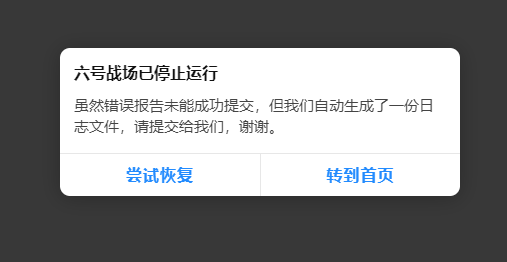 六号战场已停止运行
虽然错误报告未能成功提交，但我们自动生成了一份日
志文件，请提交给我们，谢谢。
尝试恢复
转到首页